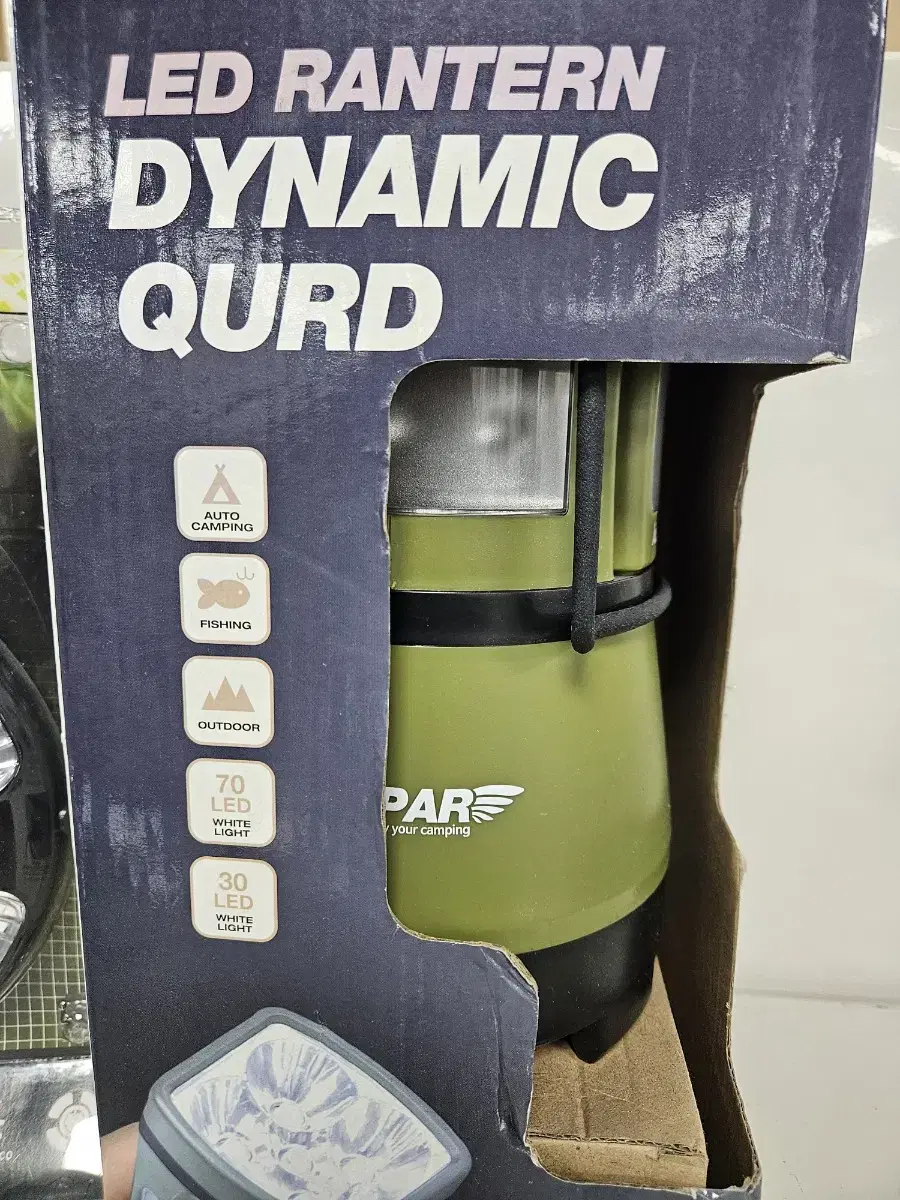 LED RANTERN
DYNAMIC
QURD
AUTO
CAMPING
FISHING
OUTDOOR
70
LED
WHITE
LIGHT
30
LED
WHITE
LIGHT
PAR
your camping